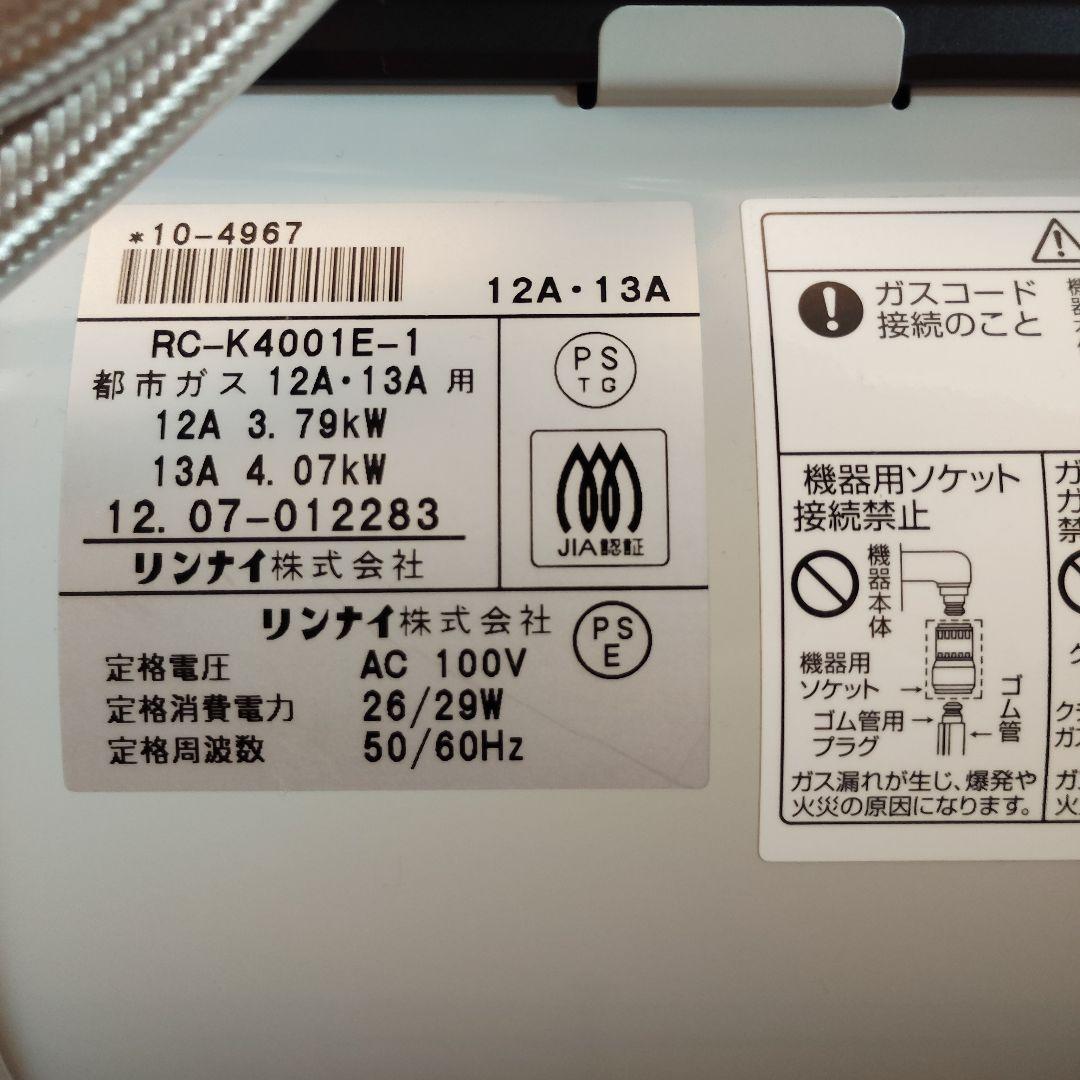 *10-4967
12A・13A
RC-K4001E-1
都市ガス 12A・13A 用
12A 3.79kW
13A 4.07kW
12. 07-012283
リンナイ株式会社
PS
TG
JIA認証
リンナイ株式会社
PS
E
定格電圧 AC 100V
定格消費電力 26/29W
定格周波数 50/60Hz
ガスコード
接続のこと
機器用ソケット
接続禁止
機器本体
機器用
ソケット
ゴム管用
プラグ
ゴム管
ガス漏れが生じ、爆発や
火災の原因になります。